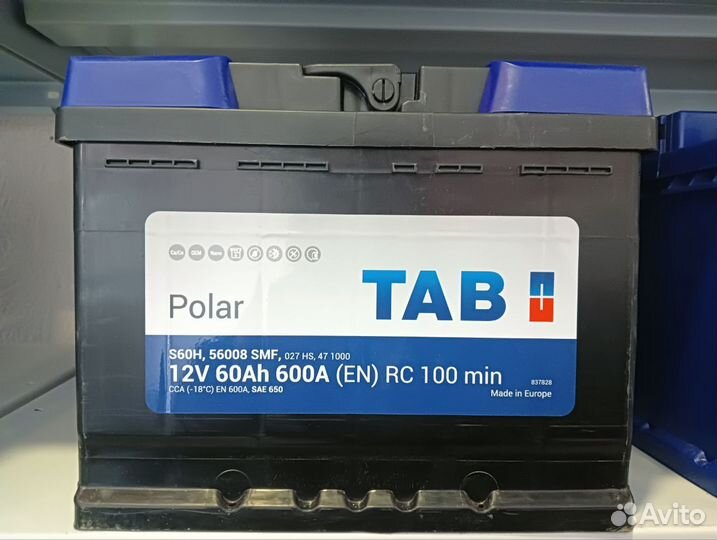 TAB
Polar
S60H, 56008 SMF, 027 HS, 47 1000
12V 60Ah 600A (EN) RC 100 min
CCA (-18°C) EN 600A, SAE 650
837828
Made in Europe
Avito